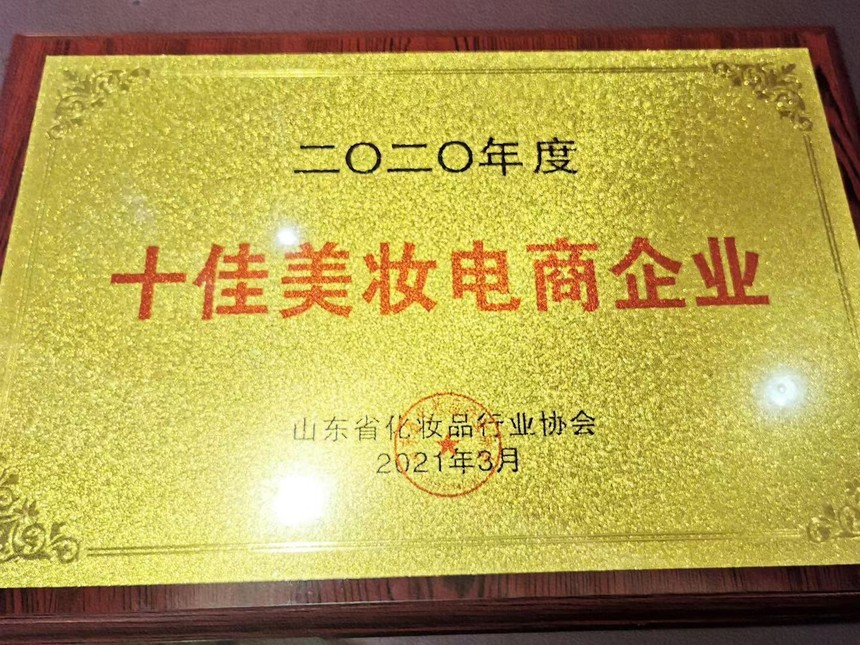 二〇二〇年度
十佳美妆电商企业
山东省化妆品行业协会
2021年3月